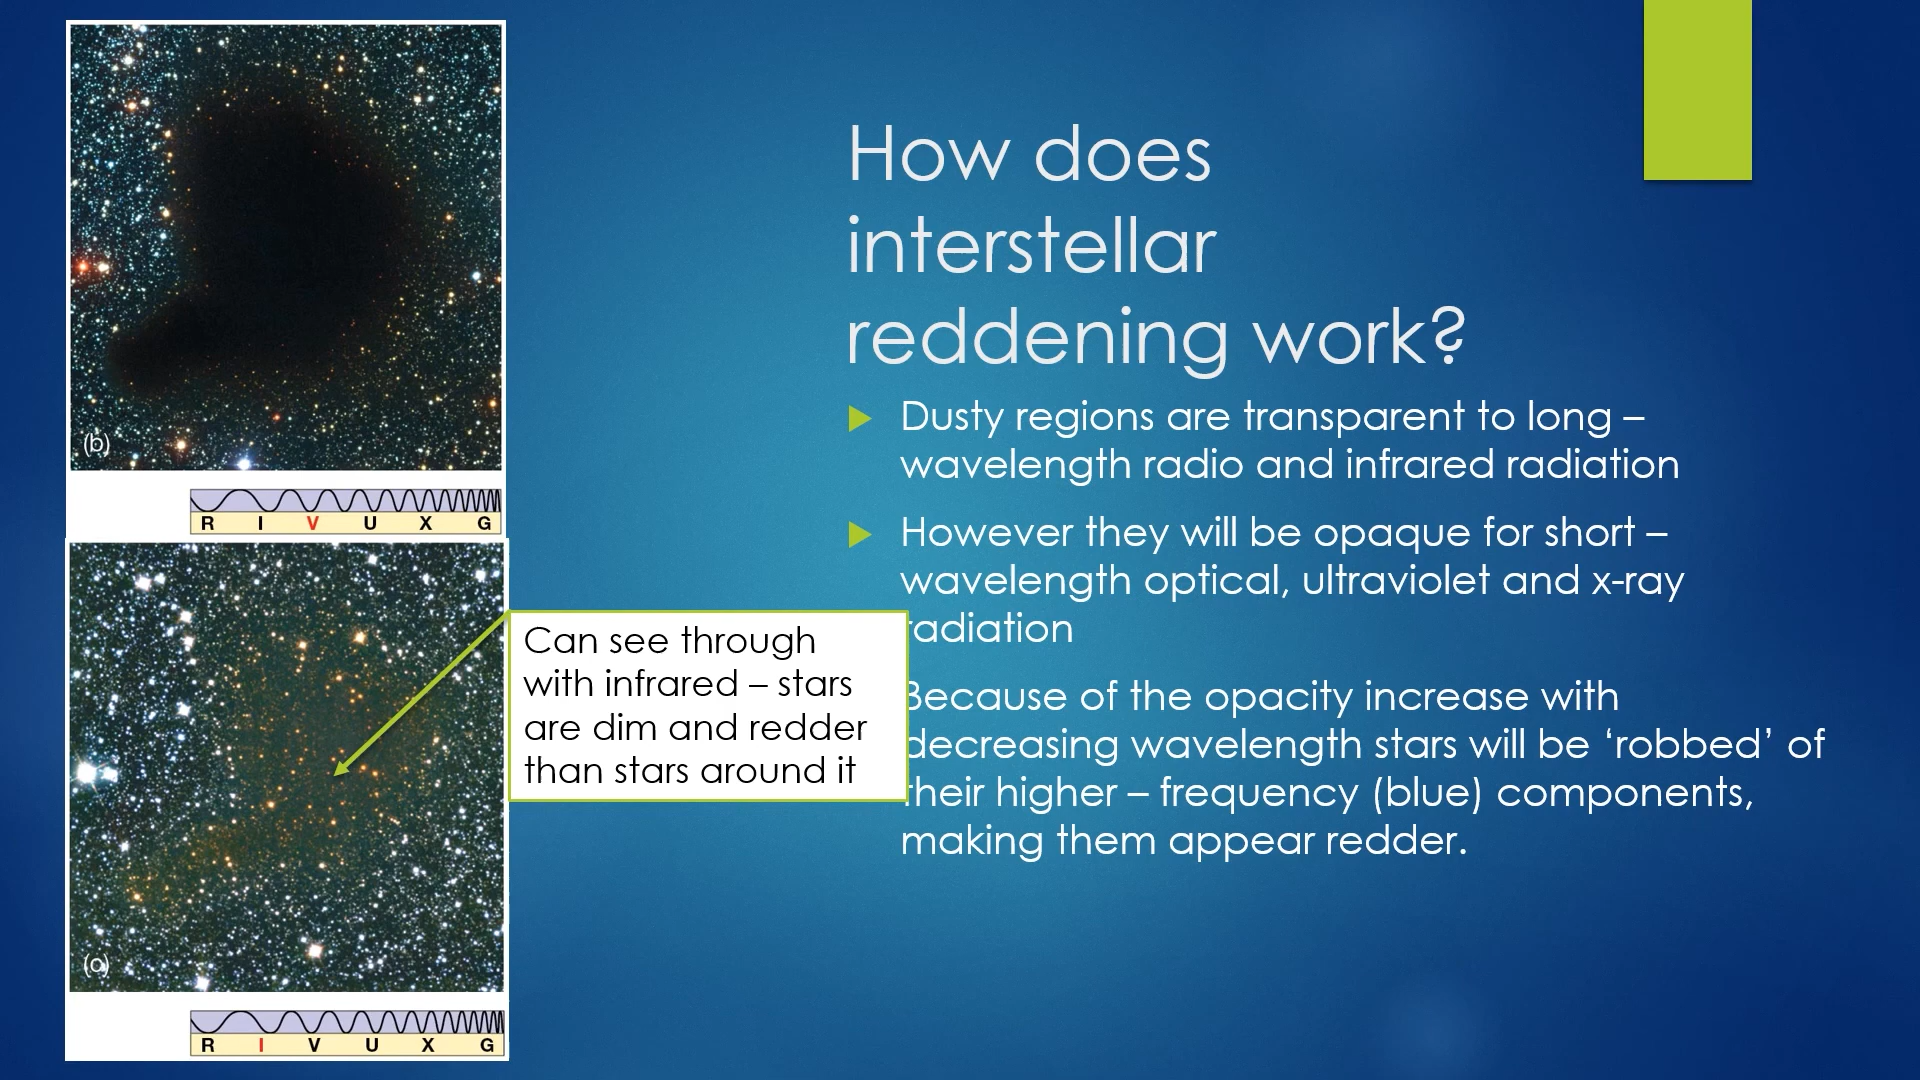 How does
interstellar
reddening work?
Dusty regions are transparent to long –
wavelength radio and infrared radiation
However they will be opaque for short –
wavelength optical, ultraviolet and x-ray
radiation
Because of the opacity increase with
decreasing wavelength stars will be ‘robbed’ of
their higher – frequency (blue) components,
making them appear redder.
(b)
R I V U X G
Can see through
with infrared – stars
are dim and redder
than stars around it
(c)
R I V U X G